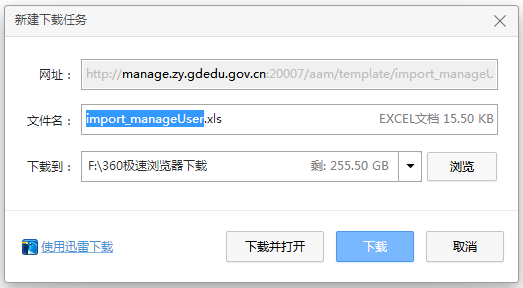 新建下载任务
网址： http://manage.zy.gdedu.gov.cn:20007/aam/template/import_manageU
文件名： import_manageUser.xls EXCEL文档 15.50 KB
下载到： F:\360极速浏览器下载 剩: 255.50 GB 浏览
使用迅雷下载 下载并打开 下载 取消